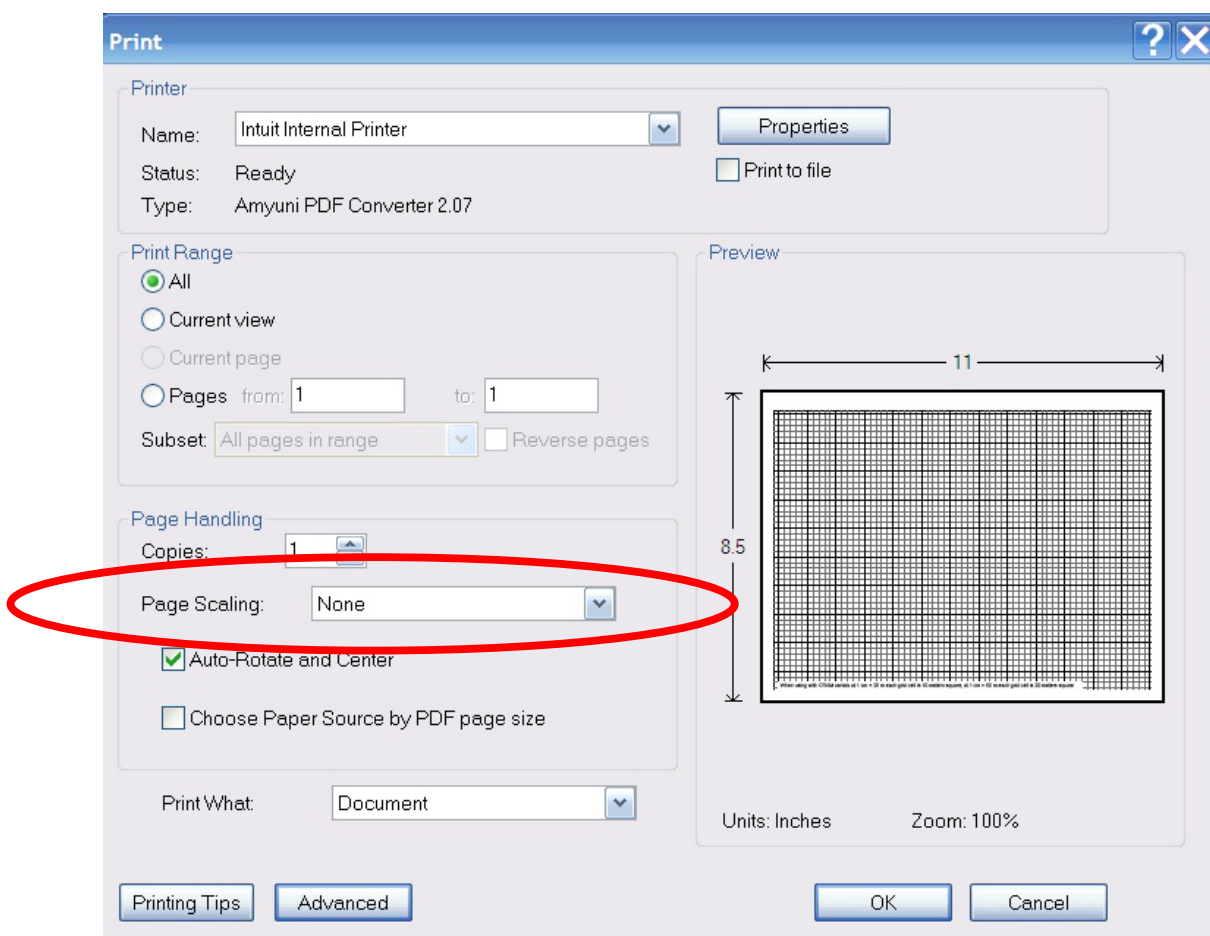 Print
Printer
Name: Intuit Internal Printer Properties
Status: Ready Print to file
Type: Amyuni PDF Converter 2.07
Print Range
All
Current view
Current page
Pages from: 1 to: 1
Subset: All pages in range Reverse pages
Page Handling
Copies: 1
Page Scaling: None
Auto-Rotate and Center
Choose Paper Source by PDF page size
Print What: Document
Preview
11
8.5
Units: Inches Zoom: 100%
Printing Tips Advanced OK Cancel